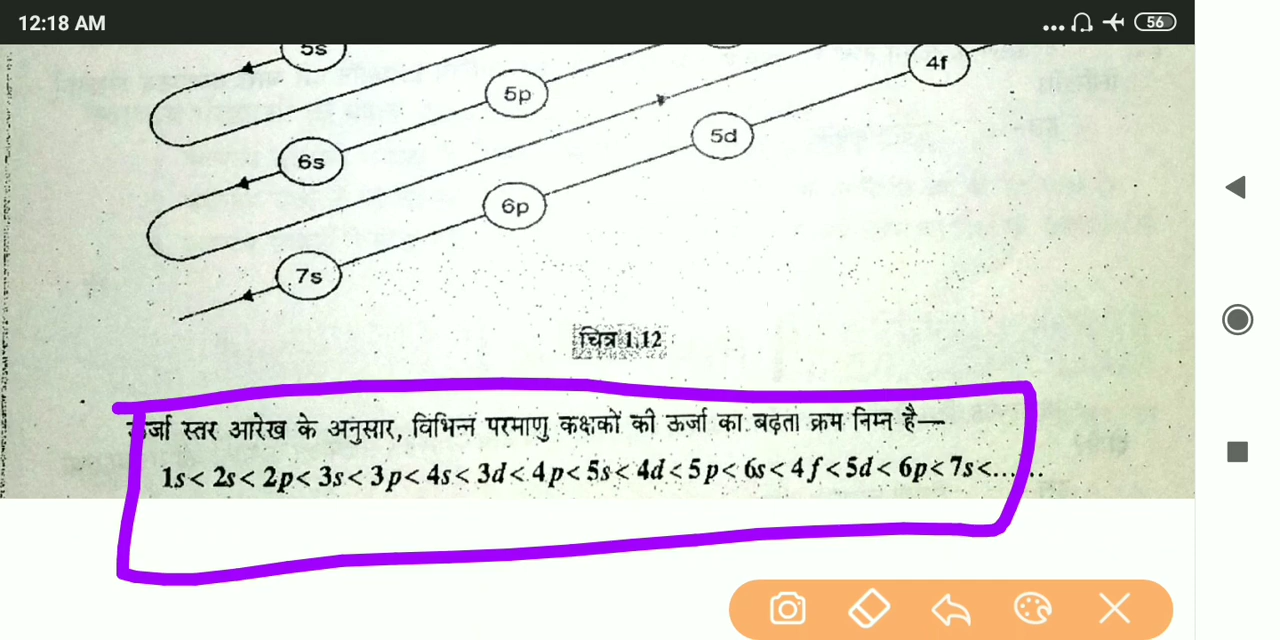 12:18 AM
56
5s
4f
5p
5d
6s
6p
7s
चित्र 1.12
ऊर्जा स्तर आरेख के अनुसार, विभिन्न परमाणु कक्षकों की ऊर्जा का बढ़ता क्रम निम्न है—
1s< 2s< 2p< 3s< 3p< 4s< 3d< 4p< 5s< 4d< 5p< 6s< 4f< 5d< 6p< 7s<......